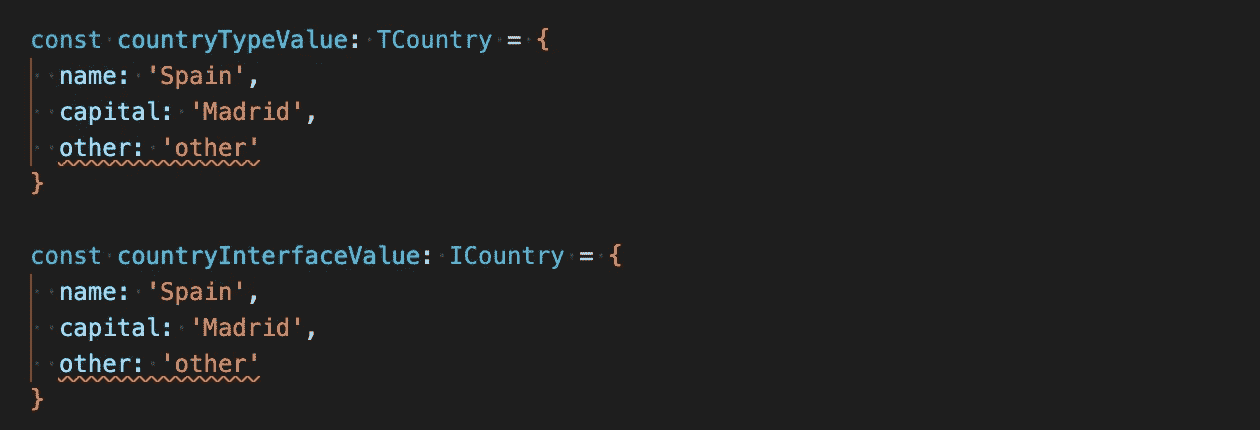 const countryTypeValue: TCountry = {
  name: 'Spain',
  capital: 'Madrid',
  other: 'other'
}

const countryInterfaceValue: ICountry = {
  name: 'Spain',
  capital: 'Madrid',
  other: 'other'
}